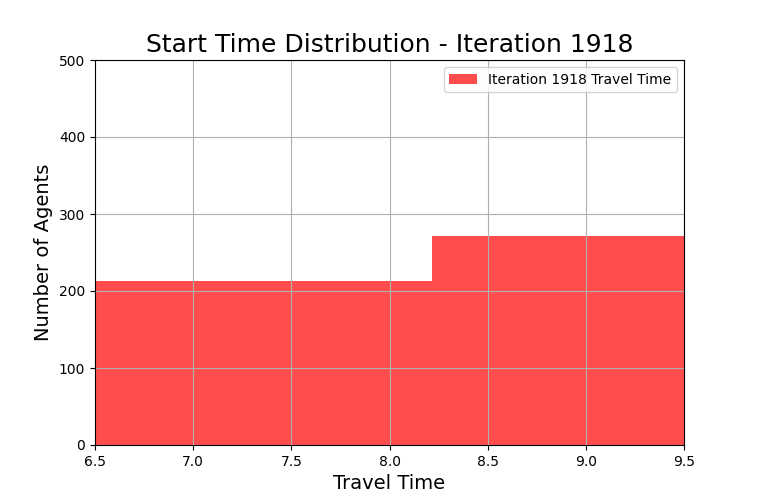 Start Time Distribution - Iteration 1918
Iteration 1918 Travel Time
Number of Agents
500
400
300
200
100
0
6.5 7.0 7.5 8.0 8.5 9.0 9.5
Travel Time